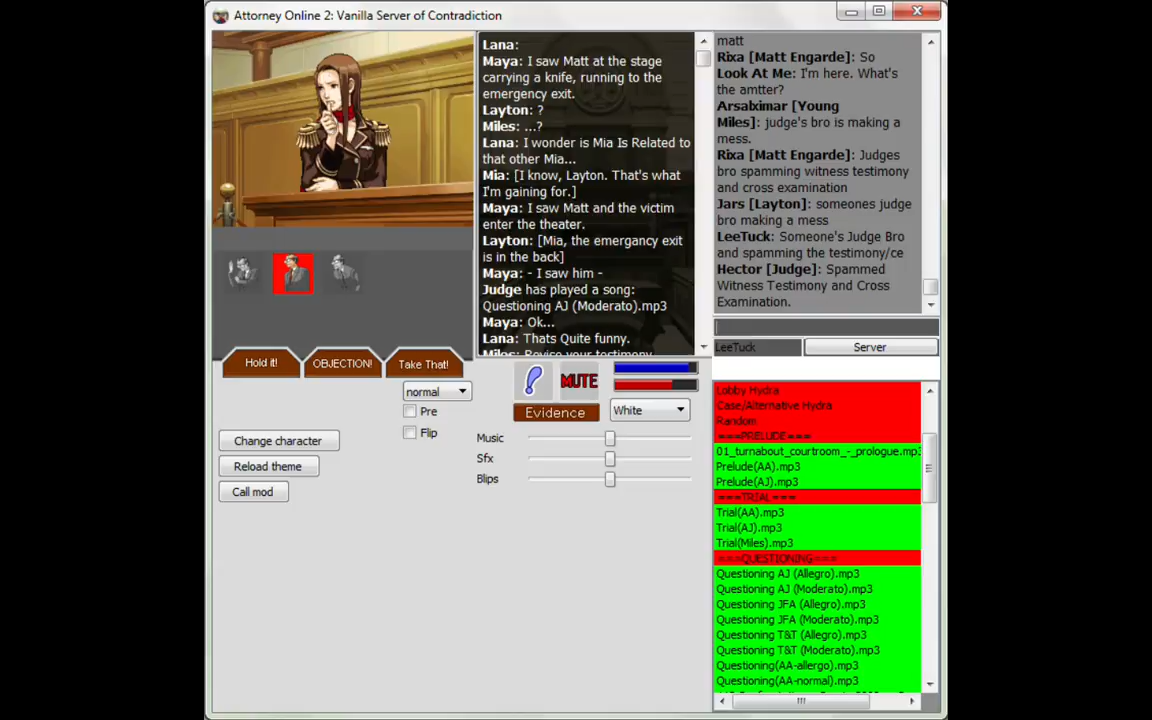 Attorney Online 2: Vanilla Server of Contradiction
Lana:
Maya: I saw Matt at the stage
carrying a knife, running to the
emergency exit.
Layton: ?
Miles: ...?
Lana: I wonder is Mia Is Related to
that other Mia...
Mia: [I know, Layton. That's what
I'm gaining for.]
Maya: I saw Matt and the victim
enter the theater.
Layton: [Mia, the emergancy exit
is in the back]
Maya: - I saw him -
Judge has played a song:
Questioning AJ (Moderato).mp3
Maya: Ok...
Lana: Thats Quite funny.
Miles: Revise your testimony
matt
Rixa [Matt Engarde]: So
Look At Me: I'm here. What's
the amtter?
Arsalximar [Young
Miles]: judge's bro is making a
mess.
Rixa [Matt Engarde]: Judges
bro spamming witness testimony
and cross examination
Jars [Layton]: someones judge
bro making a mess
LeeTuck: Someone's Judge Bro
and spamming the testimony/ce
Hector [Judge]: Spammed
Witness Testimony and Cross
Examination.
LeeTuck
Server
Hold it!
OBJECTION!
Take That!
normal
Pre
Flip
MUTE
Evidence
White
Change character
Reload theme
Call mod
Music
Sfx
Blips
Lobby Hydra
Case/Alternative Hydra
Random
===PRELUDE===
01_turnabout_courtroom_-_prologue.mp3
Prelude(AA).mp3
Prelude(AJ).mp3
===TRIAL===
Trial(AA).mp3
Trial(AJ).mp3
Trial(Miles).mp3
===QUESTIONING===
Questioning AJ (Allegro).mp3
Questioning AJ (Moderato).mp3
Questioning JFA (Allegro).mp3
Questioning JFA (Moderato).mp3
Questioning T&T (Allegro).mp3
Questioning T&T (Moderato).mp3
Questioning(AA-allergo).mp3
Questioning(AA-normal).mp3